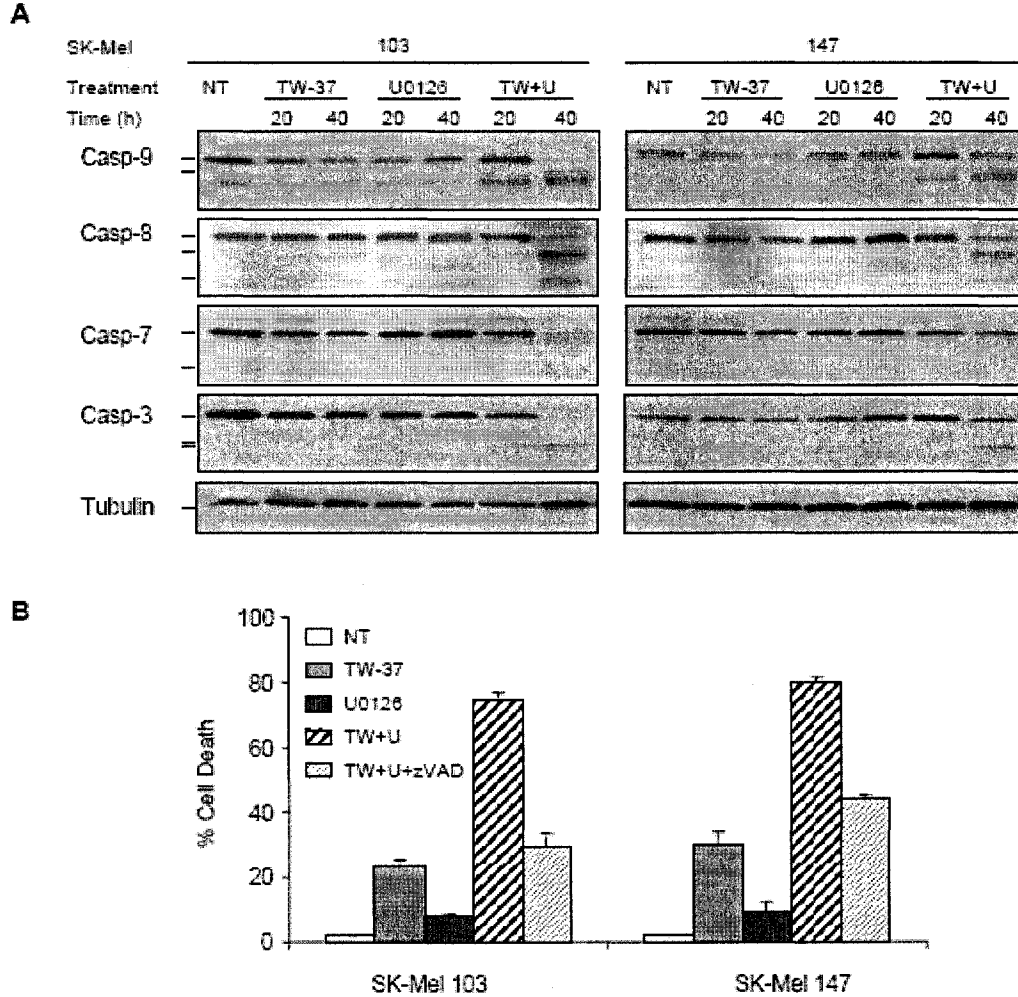 A
SK-Mel 103 147
Treatment NT TW-37 U0126 TW+U NT TW-37 U0126 TW+U
Time (h) 20 40 20 40 20 40 20 40 20 40 20 40
Casp-9
Casp-8
Casp-7
Casp-3
Tubulin
B
% Cell Death
100
80
60
40
20
0
NT
TW-37
U0126
TW+U
TW+U+zVAD
SK-Mel 103 SK-Mel 147